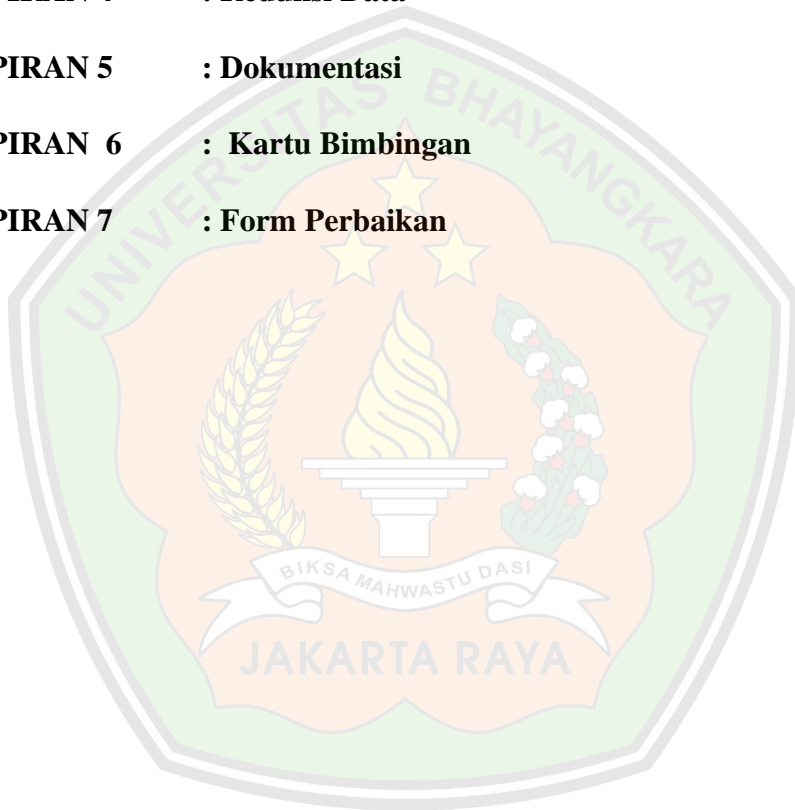 PIRAN 5 : Dokumentasi
PIRAN 6 : Kartu Bimbingan
PIRAN 7 : Form Perbaikan
UNIVERSITAS BHAYANGKARA
BIKSA MAHWASTU DASI
JAKARTA RAYA